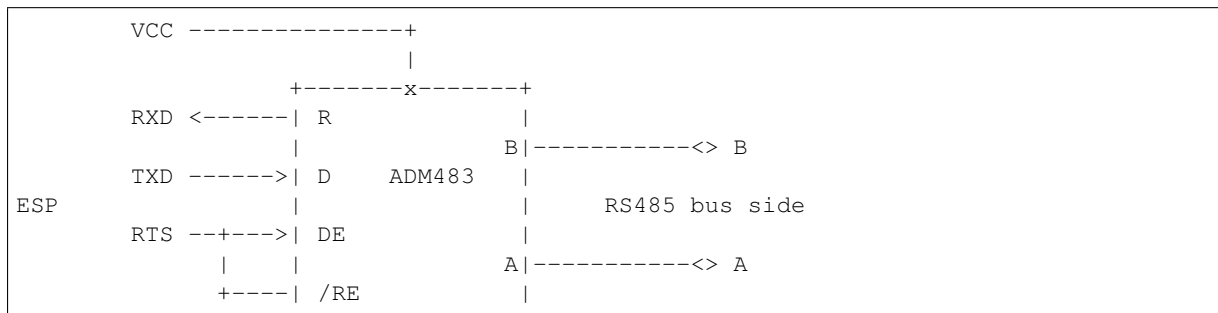 VCC ---------------+
|
+-------x-------+
RXD <------| R             |
|              B|-----------<> B
TXD ------>| D    ADM483   |
ESP                    |               |     RS485 bus side
RTS --+--->| DE            |
|    |              A|-----------<> A
+----| /RE           |